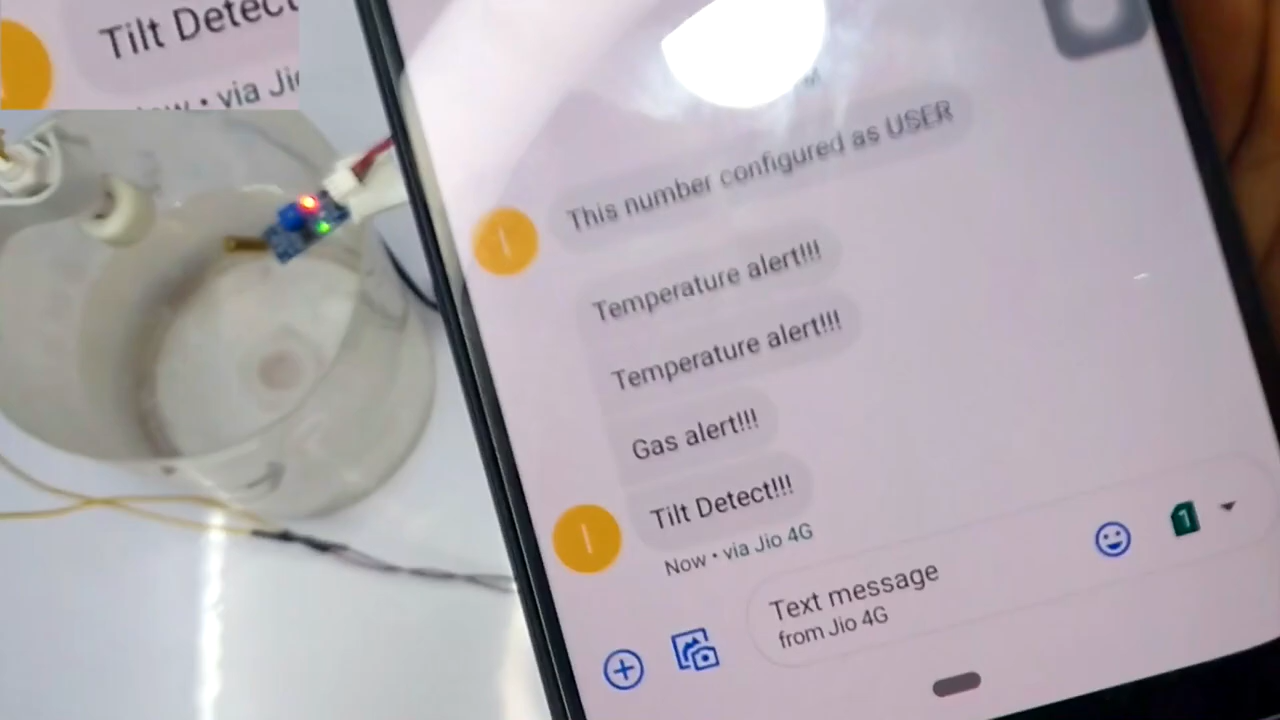 Tilt Detect
• via Jio
This number configured as USER
Temperature alert!!!
Temperature alert!!!
Gas alert!!!
Tilt Detect!!!
Now • via Jio 4G
Text message
from Jio 4G
1